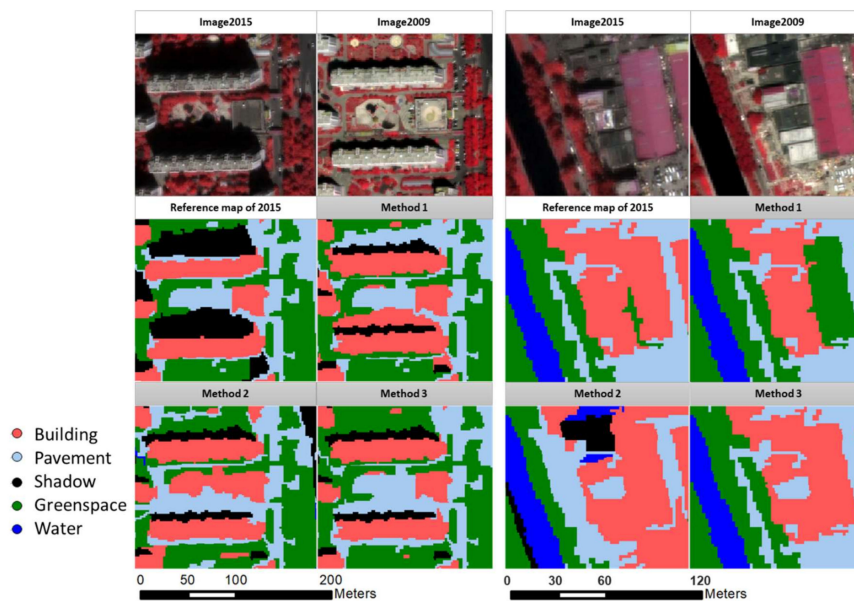 Image2015 Image2009 Image2015 Image2009
Reference map of 2015 Method 1 Reference map of 2015 Method 1
Method 2 Method 3 Method 2 Method 3
Building
Pavement
Shadow
Greenspace
Water
0 200 0 30 60 120
50 100 Meters Meters